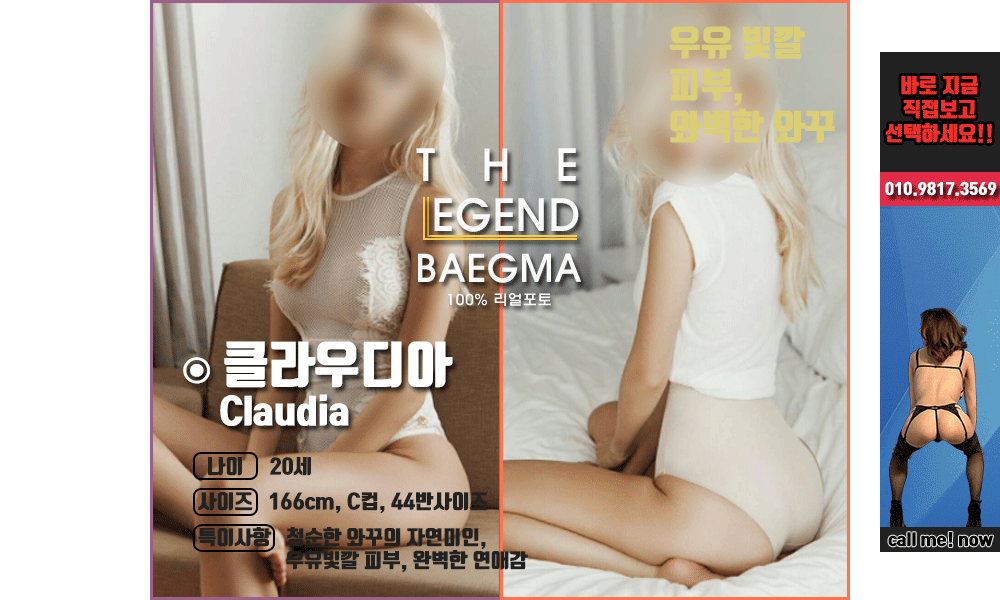 우유 빛깔
피부,
와벽한 와꾸
THE
LEGEND
BAEGMA
100% 리얼포토
클라우디아
Claudia
나이 20세
사이즈 166cm, C컵, 44반사이즈
특이사항 청순한 와꾸의 자연미인,
우유빛깔 피부, 완벽한 연애감
바로 지금
직접보고
선택하세요!!
010.9817.3569
call me! now